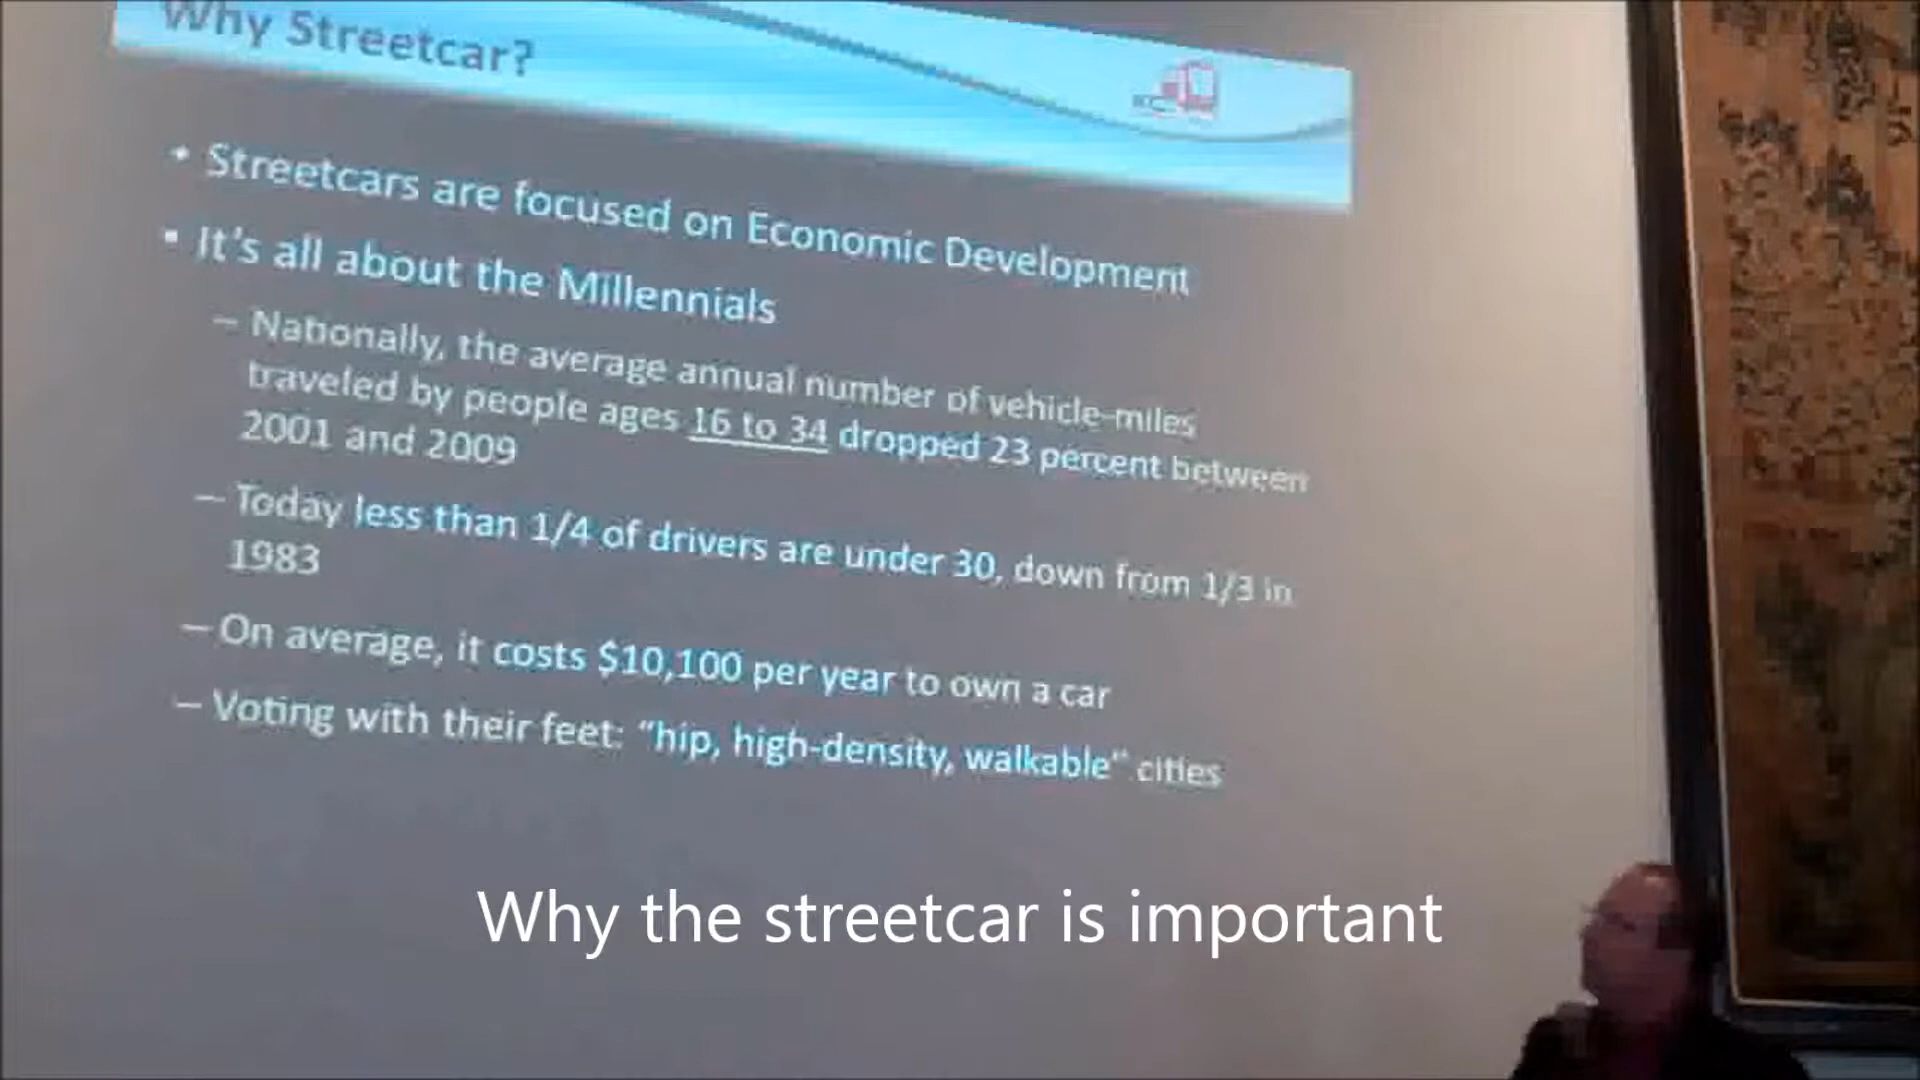 Why Streetcar?
KC
• Streetcars are focused on Economic Development
▪ It's all about the Millennials
– Nationally, the average annual number of vehicle-miles
traveled by people ages 16 to 34 dropped 23 percent between
2001 and 2009
– Today less than 1/4 of drivers are under 30, down from 1/3 in
1983
– On average, it costs $10,100 per year to own a car
– Voting with their feet: "hip, high-density, walkable" cities
Why the streetcar is important